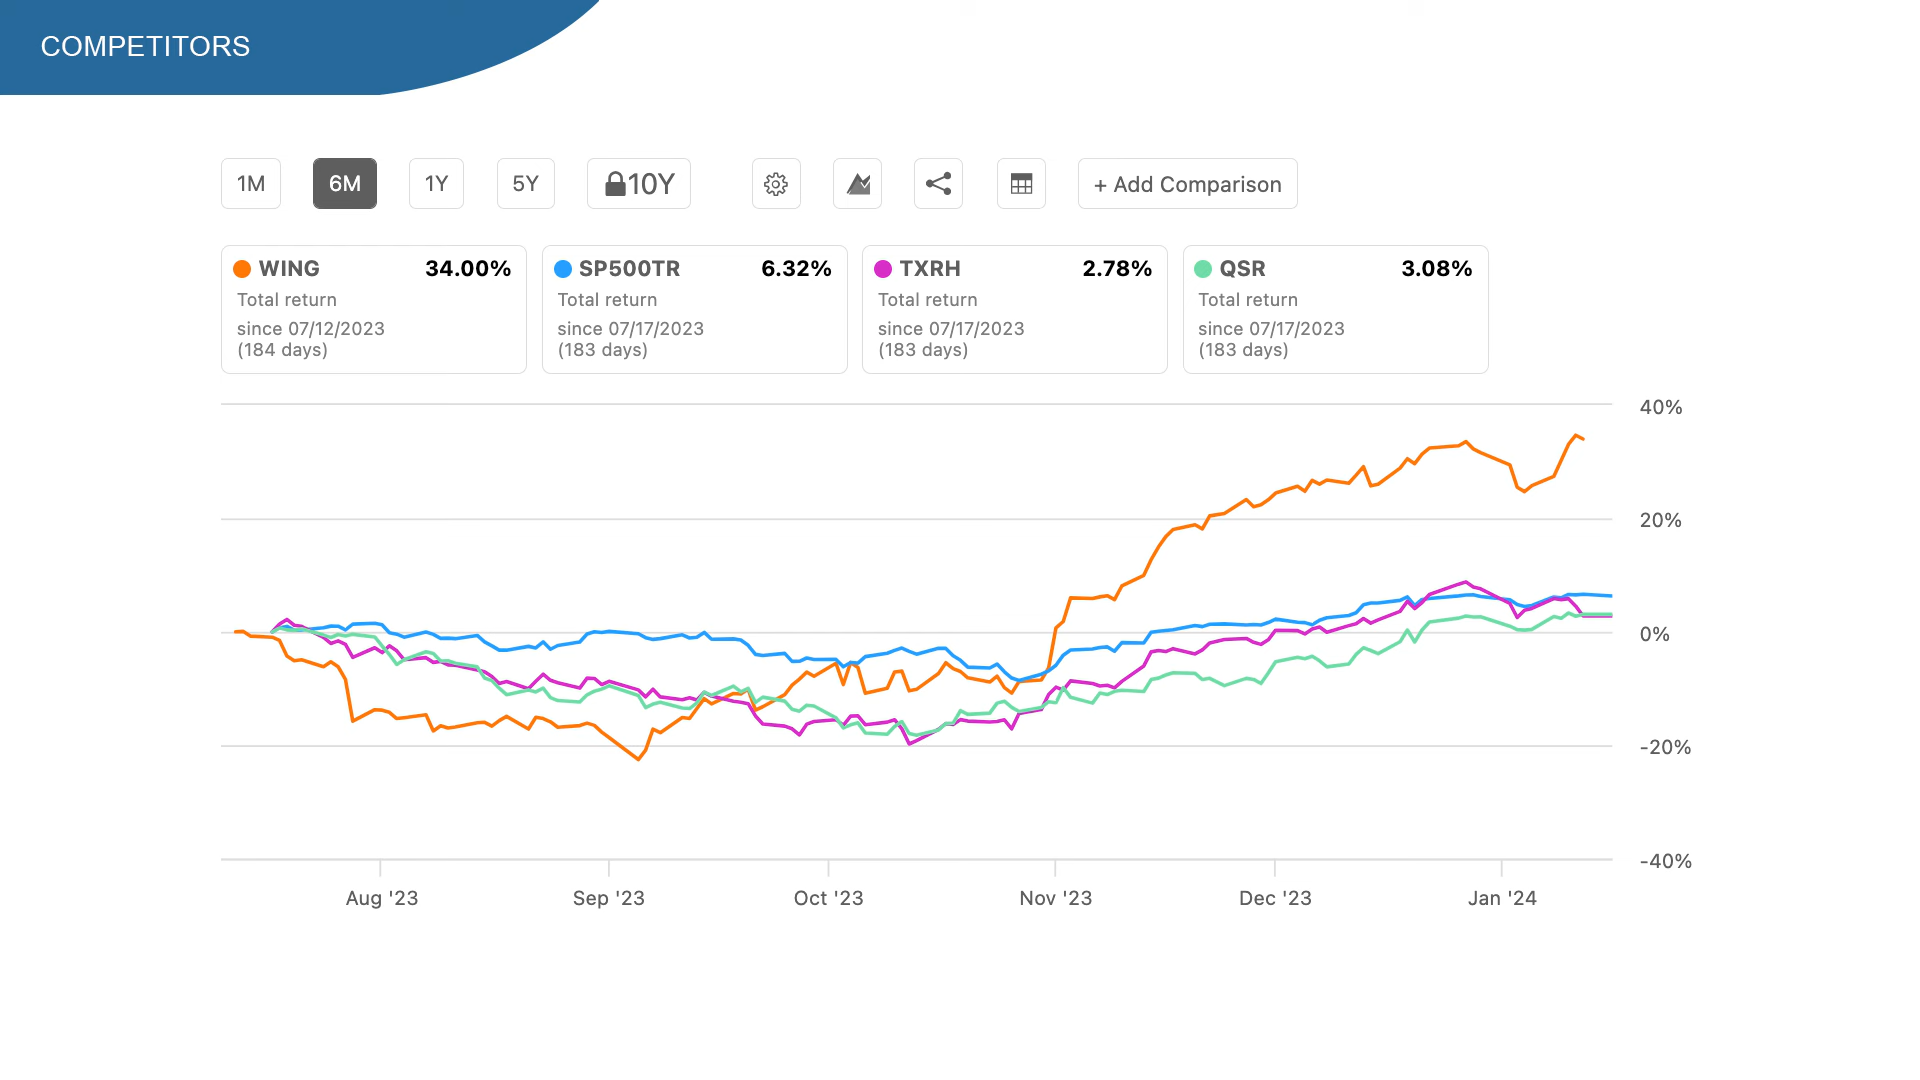 COMPETITORS
1M 6M 1Y 5Y 10Y + Add Comparison
WING 34.00%
Total return
since 07/12/2023
(184 days)
SP500TR 6.32%
Total return
since 07/17/2023
(183 days)
TXRH 2.78%
Total return
since 07/17/2023
(183 days)
QSR 3.08%
Total return
since 07/17/2023
(183 days)
40%
20%
0%
-20%
-40%
Aug '23 Sep '23 Oct '23 Nov '23 Dec '23 Jan '24